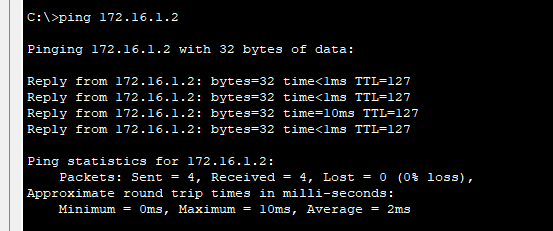 C:\>ping 172.16.1.2
Pinging 172.16.1.2 with 32 bytes of data:
Reply from 172.16.1.2: bytes=32 time<1ms TTL=127
Reply from 172.16.1.2: bytes=32 time<1ms TTL=127
Reply from 172.16.1.2: bytes=32 time=10ms TTL=127
Reply from 172.16.1.2: bytes=32 time<1ms TTL=127
Ping statistics for 172.16.1.2:
Packets: Sent = 4, Received = 4, Lost = 0 (0% loss),
Approximate round trip times in milli-seconds:
Minimum = 0ms, Maximum = 10ms, Average = 2ms